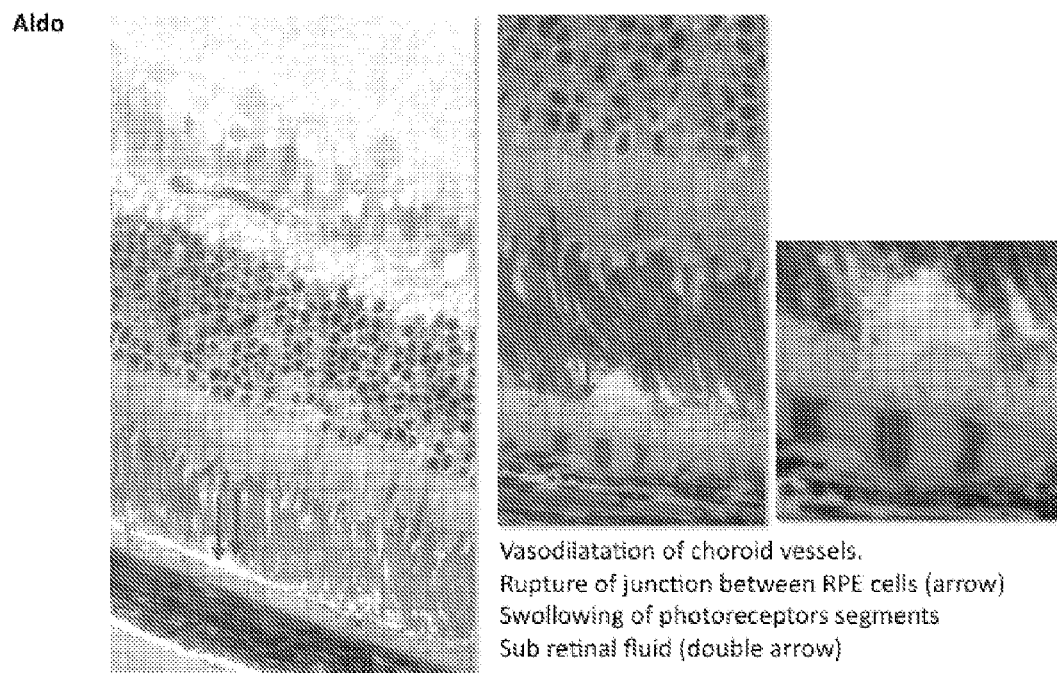 Aldo
Vasodilatation of choroid vessels.
Rupture of junction between RPE cells (arrow)
Swollowing of photoreceptors segments
Sub retinal fluid (double arrow)